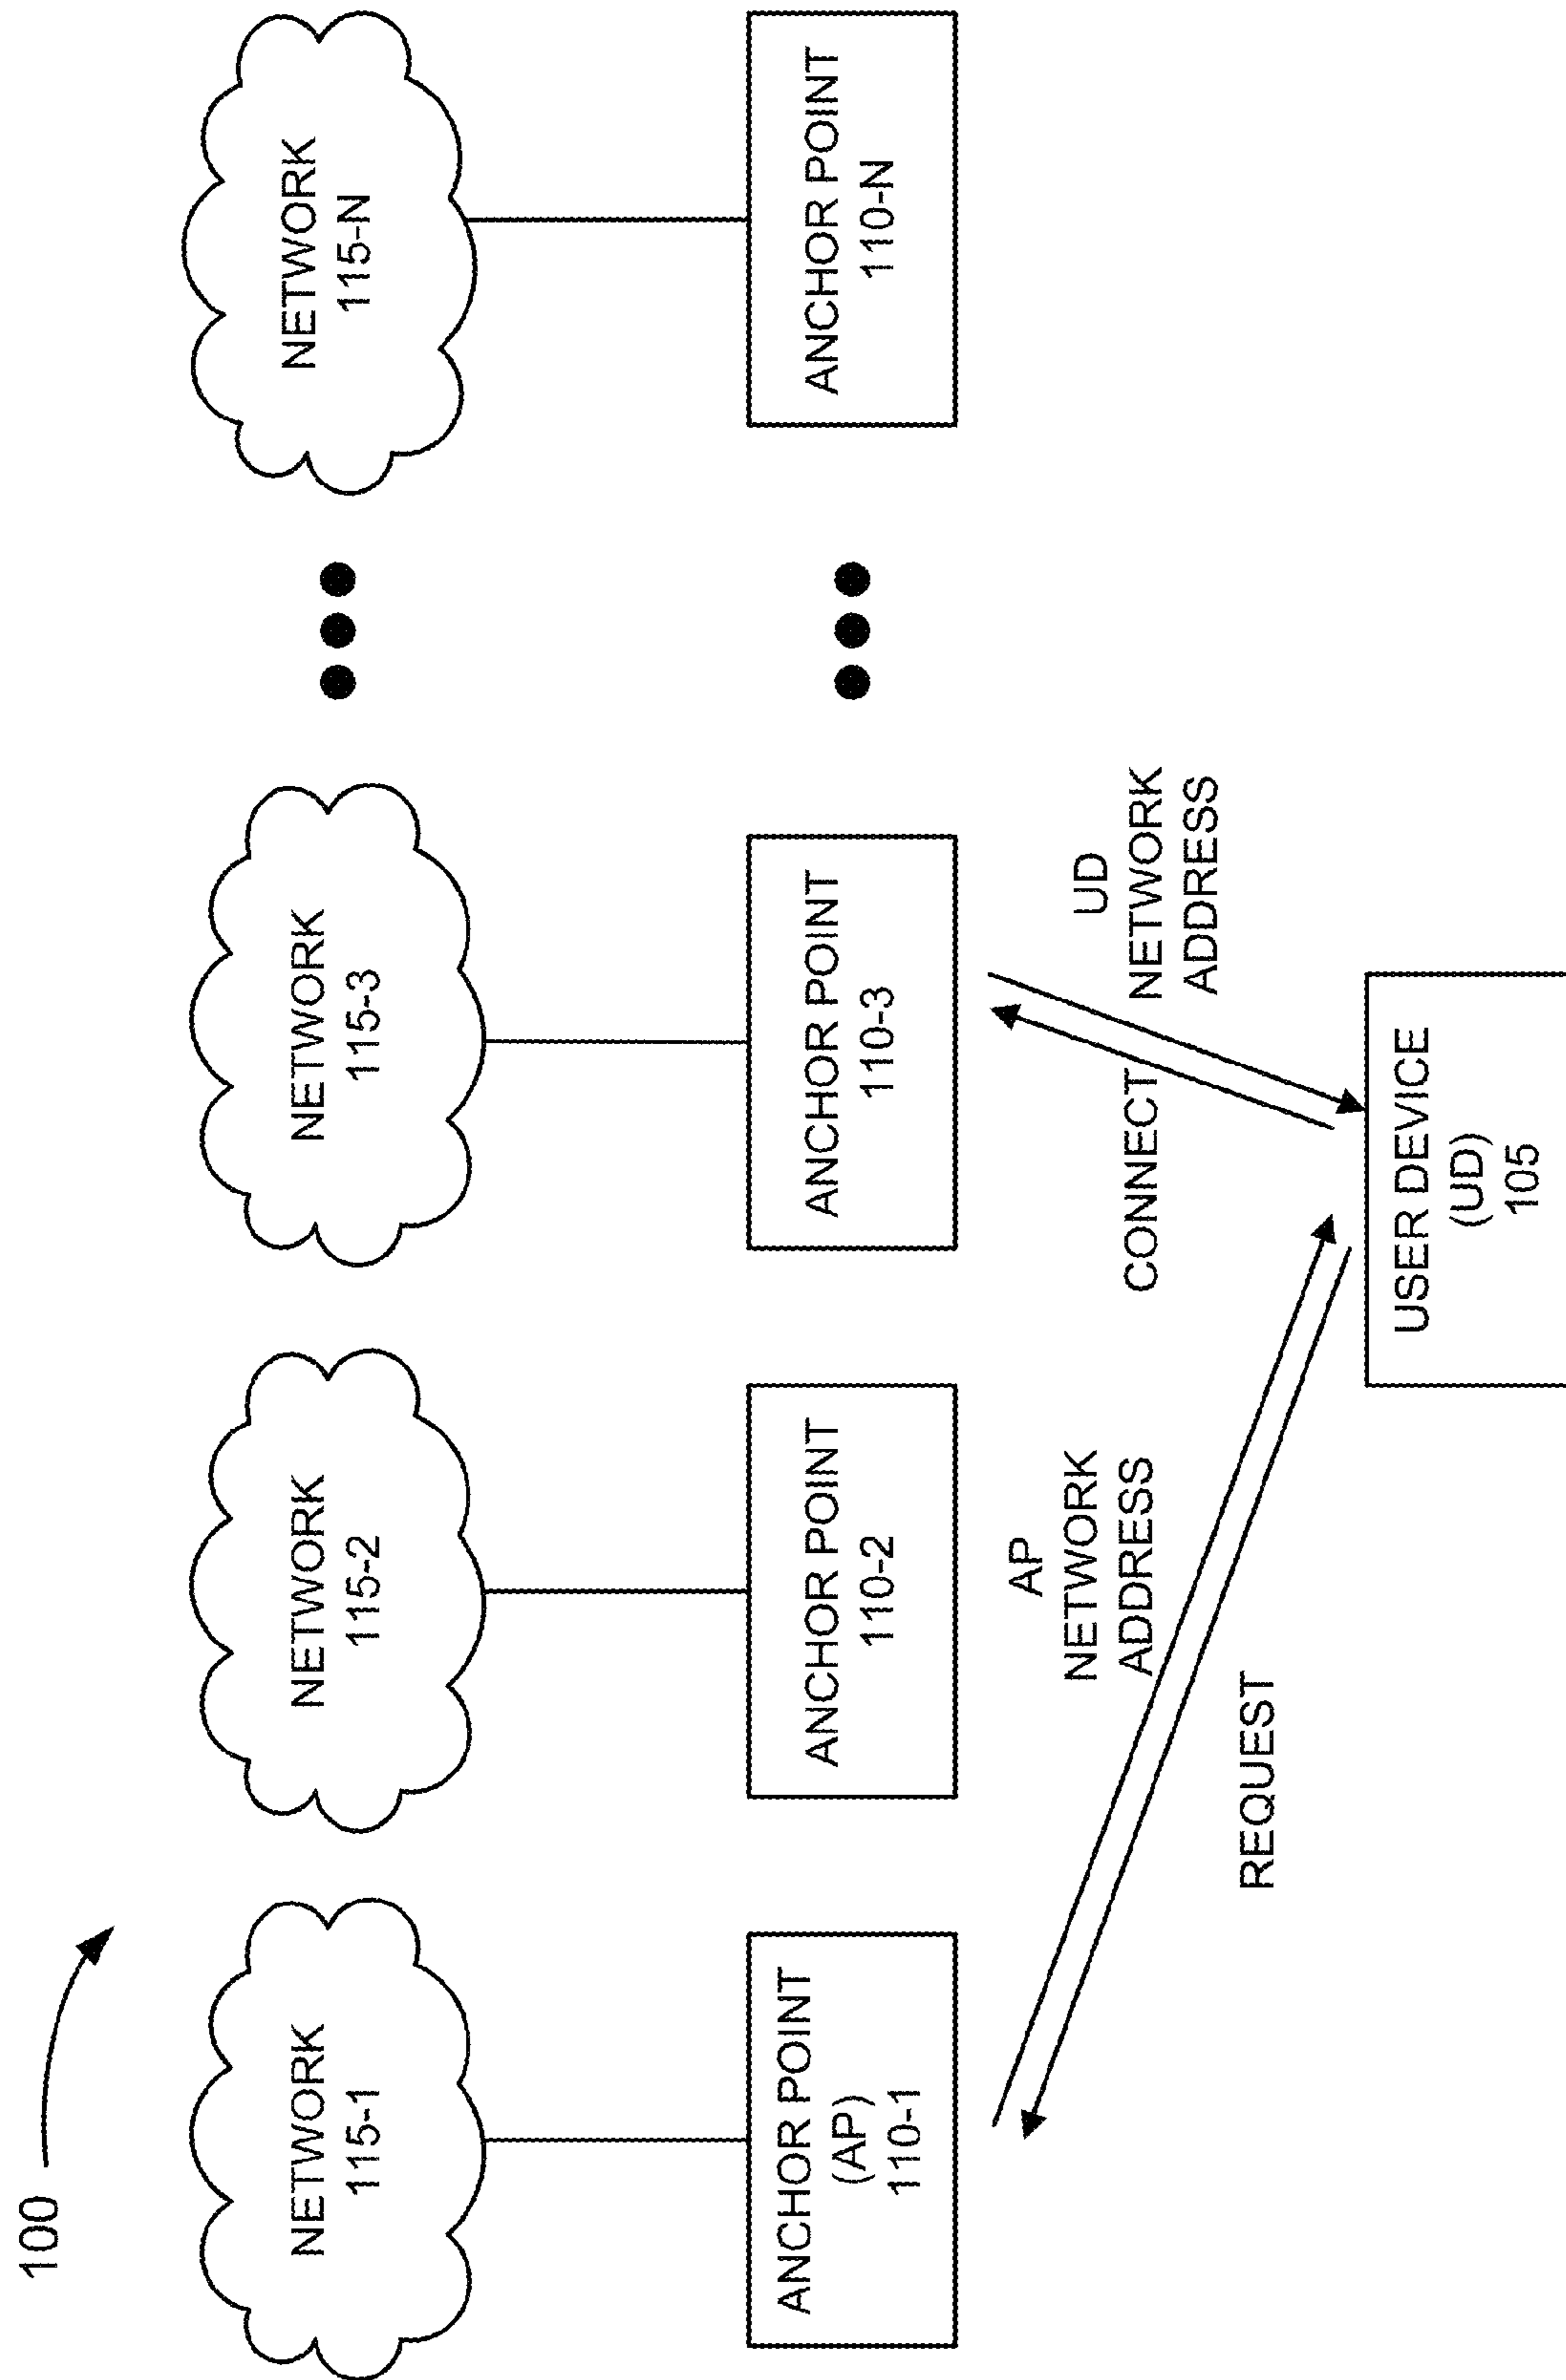 100
NETWORK
115-1
NETWORK
115-2
NETWORK
115-3
NETWORK
115-N
ANCHOR POINT
(AP)
110-1
ANCHOR POINT
110-2
ANCHOR POINT
110-3
ANCHOR POINT
110-N
AP
NETWORK
ADDRESS
REQUEST
CONNECT
UD
NETWORK
ADDRESS
USER DEVICE
(UD)
105